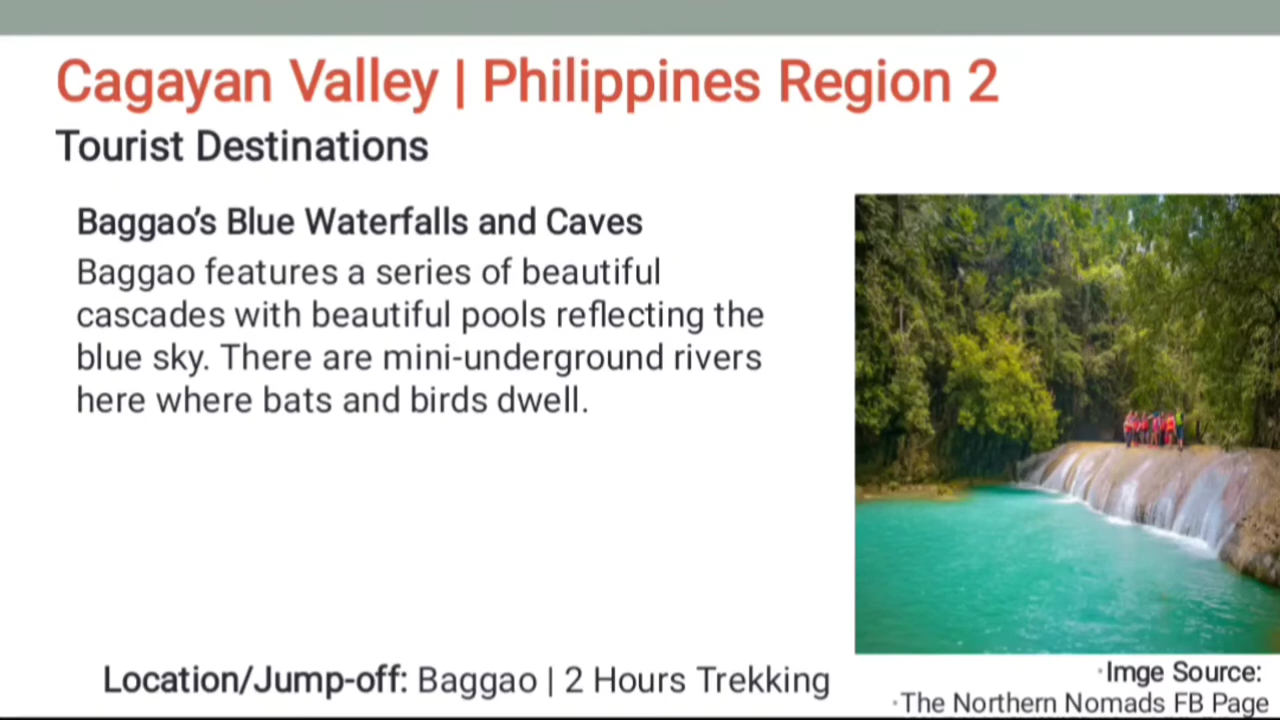 Cagayan Valley | Philippines Region 2
Tourist Destinations
Baggao's Blue Waterfalls and Caves
Baggao features a series of beautiful
cascades with beautiful pools reflecting the
blue sky. There are mini-underground rivers
here where bats and birds dwell.
Location/Jump-off: Baggao | 2 Hours Trekking
·Imge Source:
·The Northern Nomads FB Page